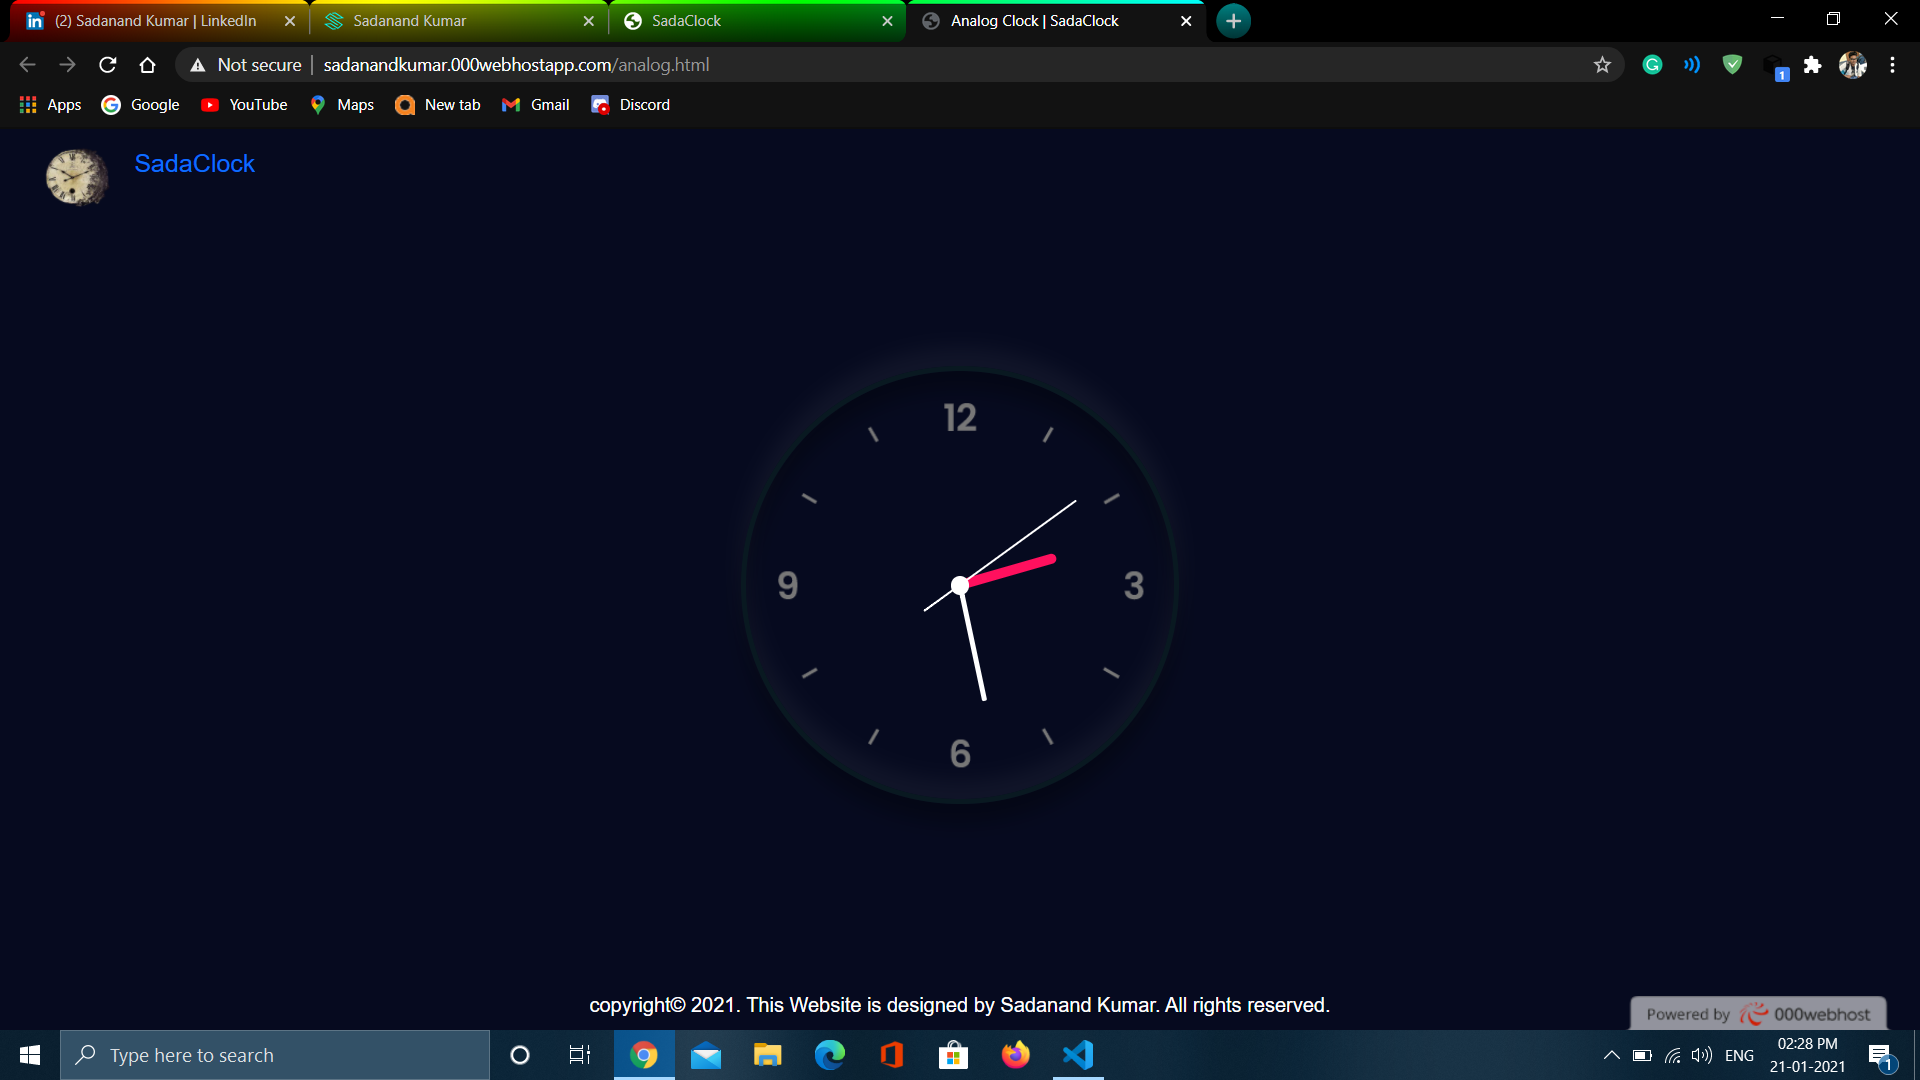 (2) Sadanand Kumar | LinkedIn
Sadanand Kumar
SadaClock
Analog Clock | SadaClock
Not secure
sadanandkumar.000webhostapp.com/analog.html
1
Apps
Google
YouTube
Maps
New tab
Gmail
Discord
SadaClock
12
9
3
6
copyright© 2021. This Website is designed by Sadanand Kumar. All rights reserved.
Powered by 000webhost
Type here to search
ENG
02:28 PM
21-01-2021
1